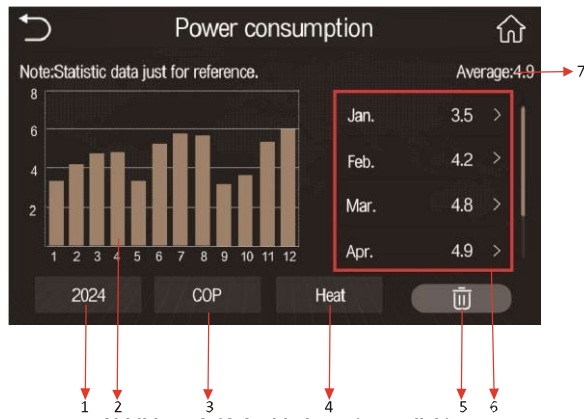 Power consumption
Note:Statistic data just for reference.
Average:4.9
7
8
6
4
2
1 2 3 4 5 6 7 8 9 10 11 12
Jan. 3.5 >
Feb. 4.2 >
Mar. 4.8 >
Apr. 4.9 >
2024 COP Heat
1 2 3 4 5 6